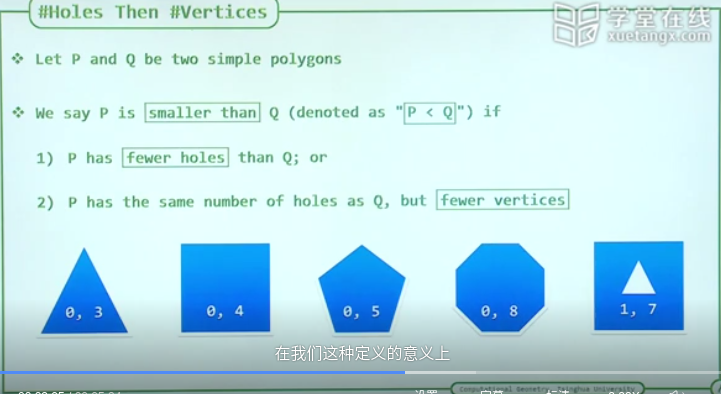 #Holes Then #Vertices
学堂在线
xuetangx.com
❖ Let P and Q be two simple polygons
❖ We say P is smaller than Q (denoted as "P < Q") if
1) P has fewer holes than Q; or
2) P has the same number of holes as Q, but fewer vertices
0, 3
0, 4
0, 5
0, 8
1, 7
在我们这种定义的意义上
Computational Geometry, Tsinghua University